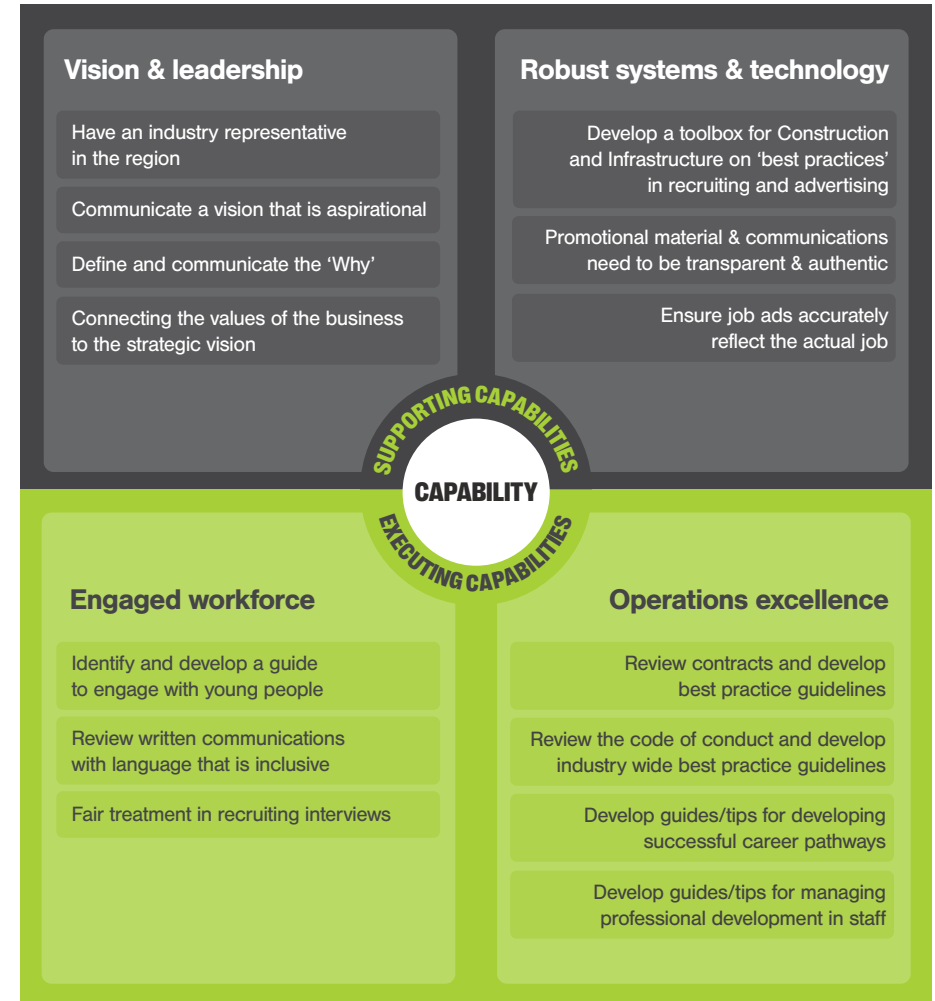 Vision & leadership
Have an industry representative
in the region
Communicate a vision that is aspirational
Define and communicate the ‘Why’
Connecting the values of the business
to the strategic vision
Robust systems & technology
Develop a toolbox for Construction
and Infrastructure on ‘best practices’
in recruiting and advertising
Promotional material & communications
need to be transparent & authentic
Ensure job ads accurately
reflect the actual job
SUPPORTING CAPABILITIES
CAPABILITY
EXECUTING CAPABILITIES
Engaged workforce
Identify and develop a guide
to engage with young people
Review written communications
with language that is inclusive
Fair treatment in recruiting interviews
Operations excellence
Review contracts and develop
best practice guidelines
Review the code of conduct and develop
industry wide best practice guidelines
Develop guides/tips for developing
successful career pathways
Develop guides/tips for managing
professional development in staff